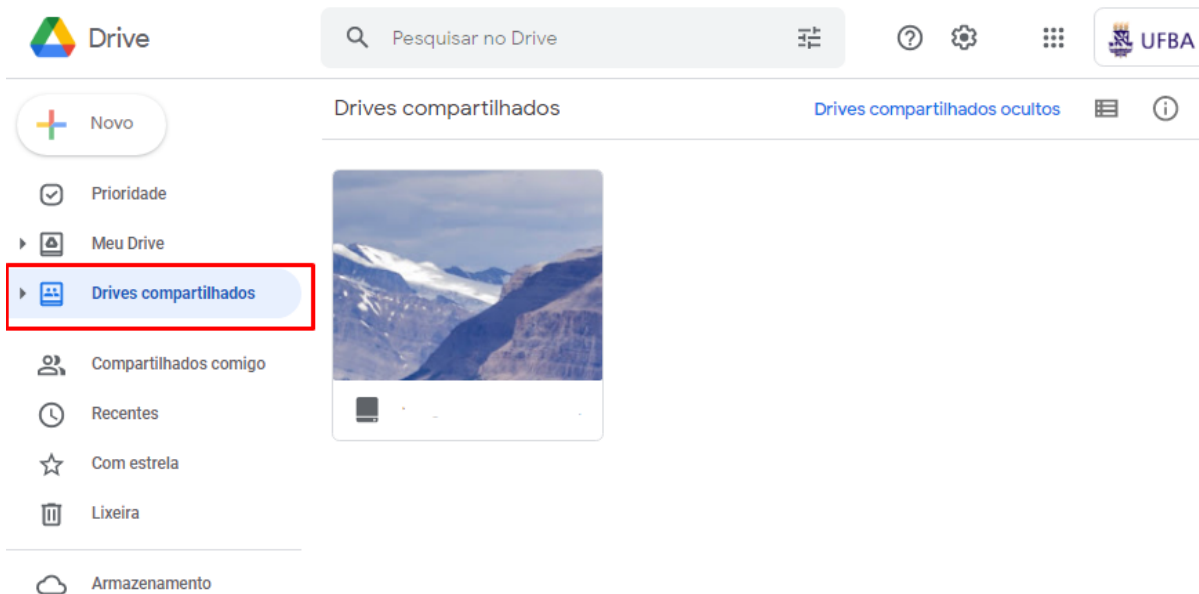 Drive
Pesquisar no Drive
UFBA
Novo
Drives compartilhados
Drives compartilhados ocultos
Prioridade
Meu Drive
Drives compartilhados
Compartilhados comigo
Recentes
Com estrela
Lixeira
Armazenamento